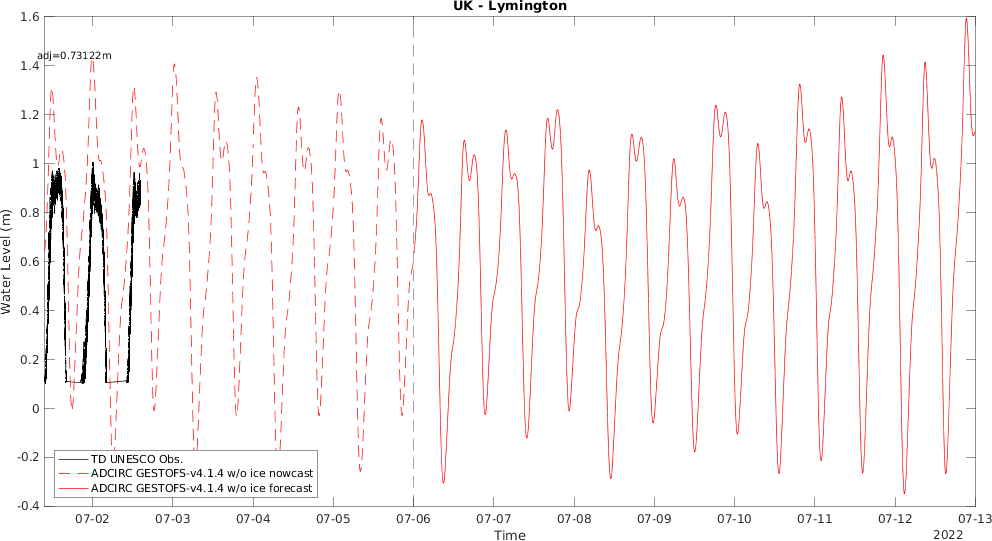 UK - Lymington
adj=0.73122m
1.6
1.4
1.2
1
0.8
0.6
0.4
0.2
0
-0.2
-0.4
Water Level (m)
TD UNESCO Obs.
ADCIRC GESTOFS-v4.1.4 w/o ice nowcast
ADCIRC GESTOFS-v4.1.4 w/o ice forecast
07-02 07-03 07-04 07-05 07-06 07-07 07-08 07-09 07-10 07-11 07-12 07-13
Time
2022